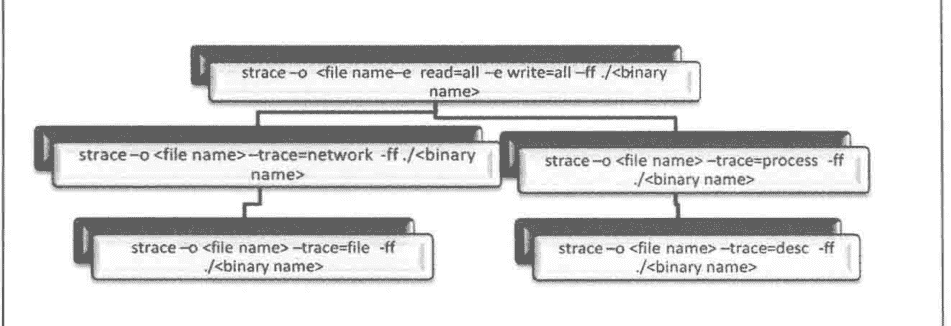 strace –o <file name–e read=all –e write=all –ff ./<binary
name>
strace –o <file name> –trace=network -ff ./<binary
name>
strace –o <file name> –trace=process -ff
./<binary name>
strace –o <file name> –trace=file -ff
./<binary name>
strace –o <file name> –trace=desc -ff
./<binary name>